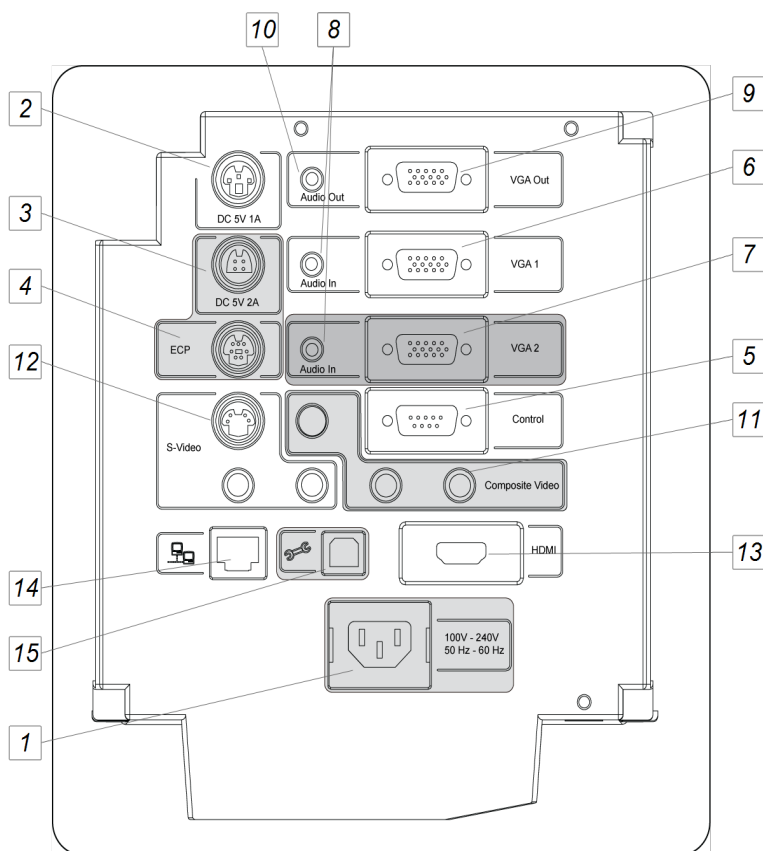 10
8
2
9
Audio Out
VGA Out
DC 5V 1A
6
3
Audio In
VGA 1
DC 5V 2A
7
4
ECP
Audio In
VGA 2
12
5
S-Video
Control
11
Composite Video
HDMI
13
14
15
100V - 240V
50 Hz - 60 Hz
1